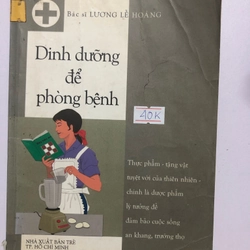 Bác sĩ LƯƠNG LỄ HOÀNG
Dinh dưỡng
để
phòng bệnh
40K
Thực phẩm - tặng vật
tuyệt vời của thiên nhiên -
chính là dược phẩm
lý tưởng để
đảm bảo cuộc sống
an khang, trường thọ
NHÀ XUẤT BẢN TRẺ
TP. HỒ CHÍ MINH